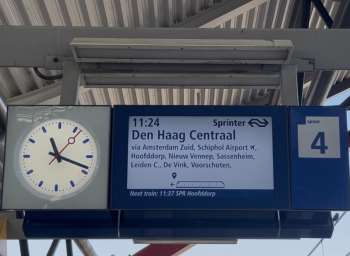 11:24 Sprinter
Den Haag Centraal
via Amsterdam Zuid, Schiphol Airport ✈,
Hoofddorp, Nieuw Vennep, Sassenheim,
Leiden C., De Vink, Voorschoten,
Next train: 11:37 SPR Hoofddorp
spoor
4